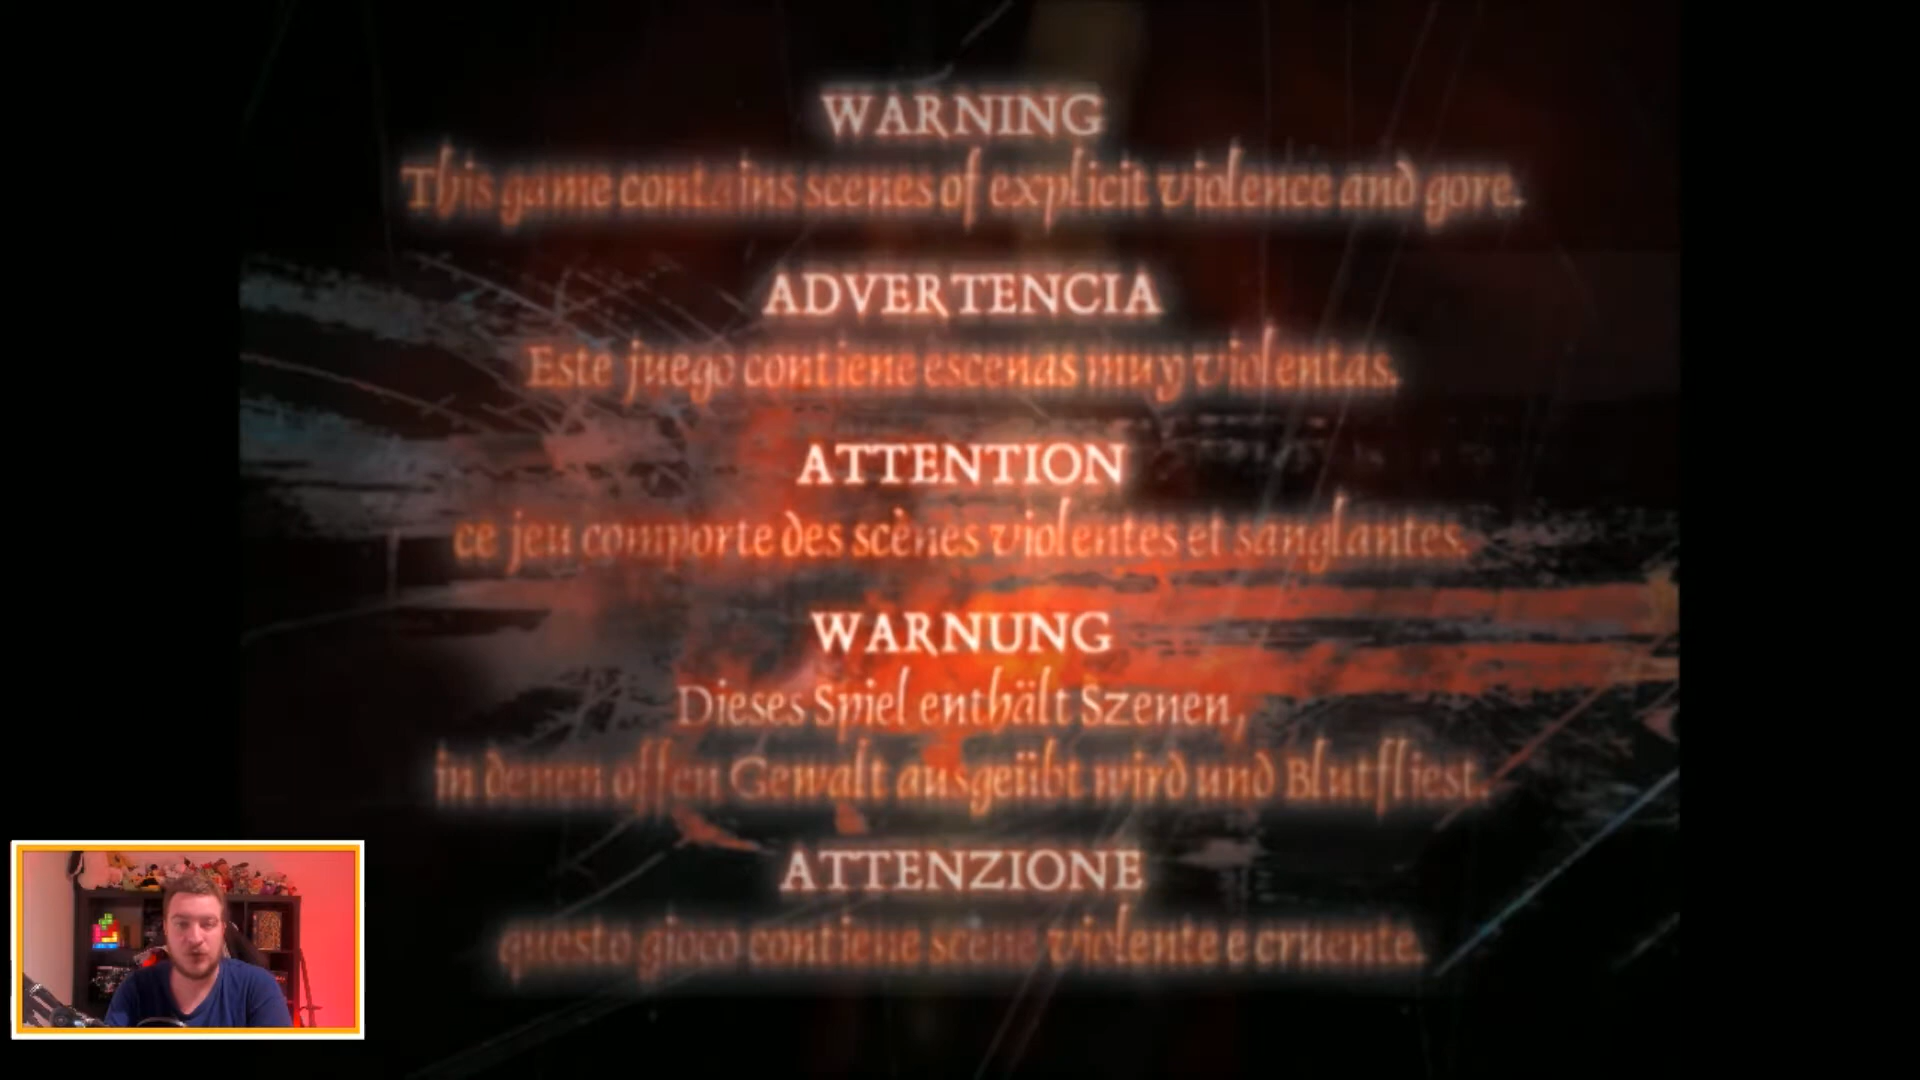 WARNING
This game contains scenes of explicit violence and gore.
ADVERTENCIA
Este juego contiene escenas muy violentas.
ATTENTION
ce jeu comporte des scènes violentes et sanglantes.
WARNUNG
Dieses Spiel enthält Szenen,
in denen offen Gewalt ausgeübt wird und Blutfliest.
ATTENZIONE
questo gioco contiene scene violente e cruente.